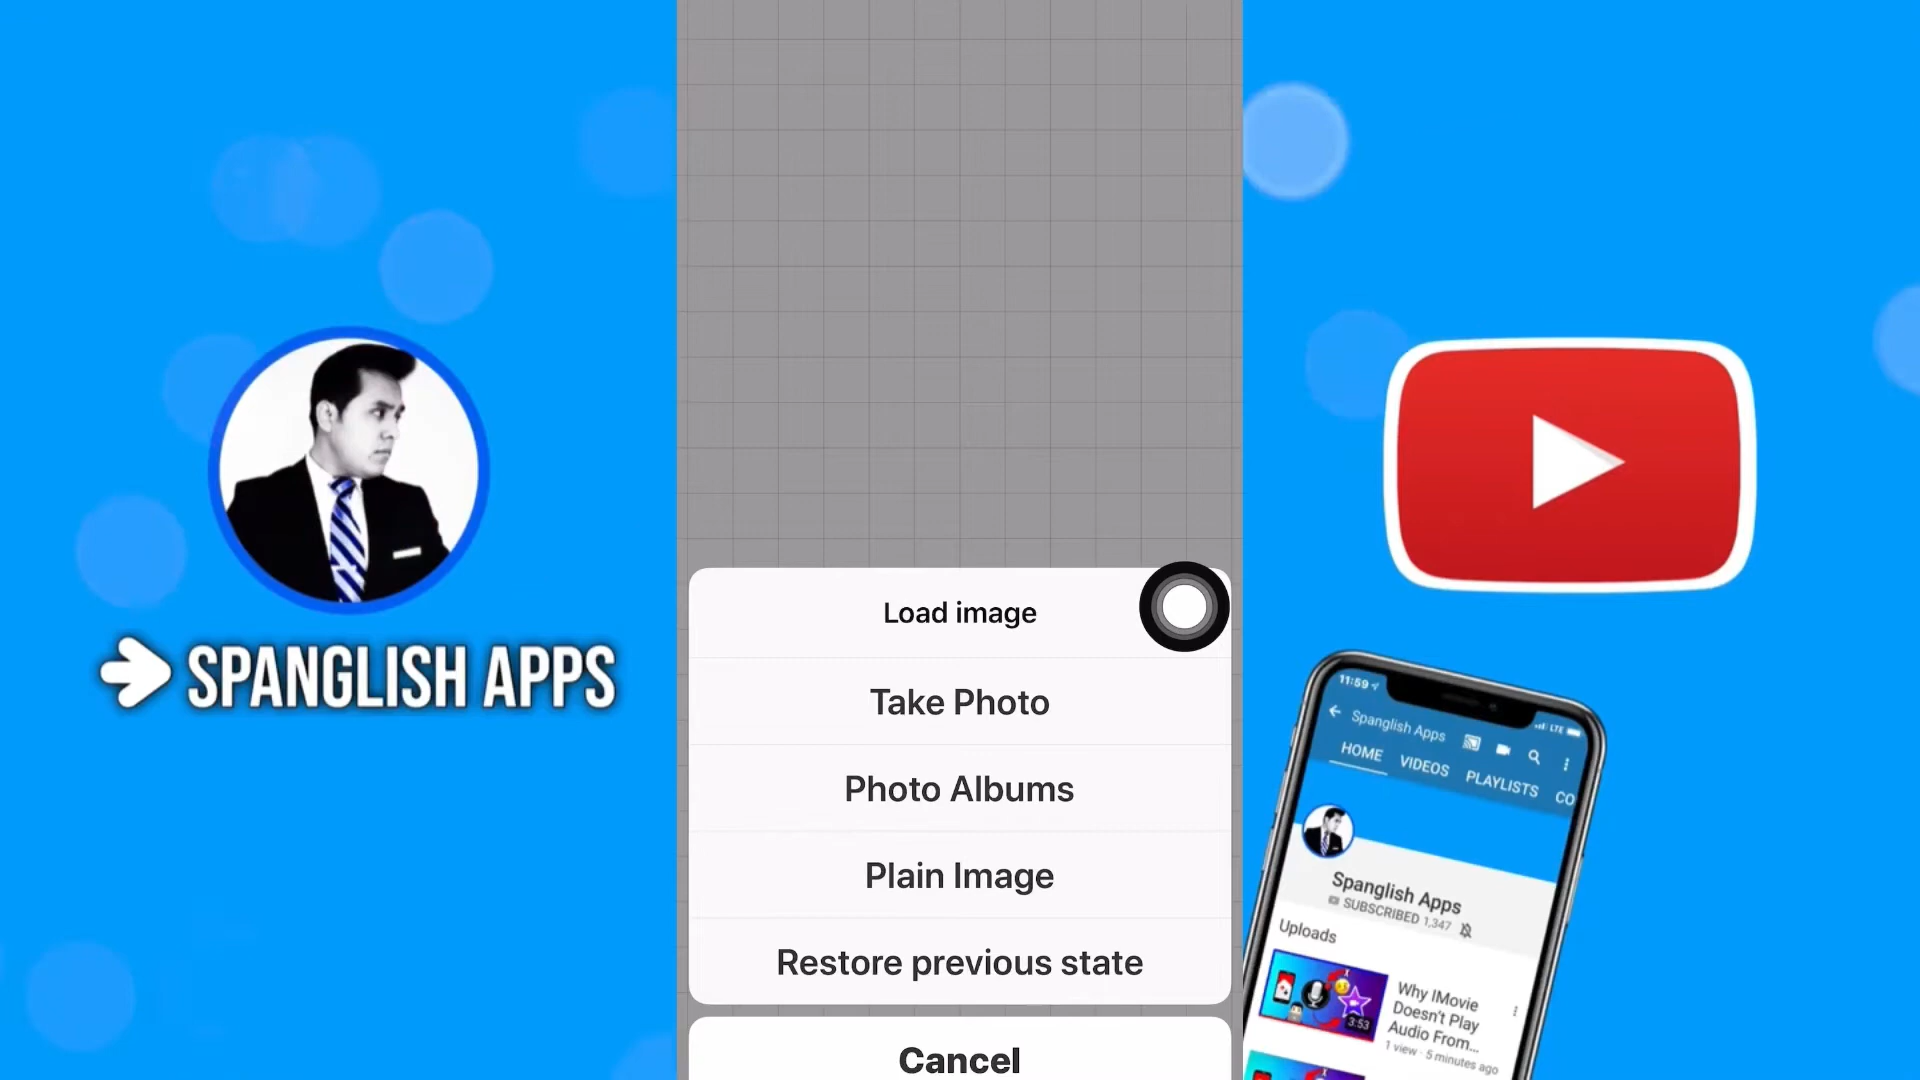 SPANGLISH APPS
Load image
Take Photo
Photo Albums
Plain Image
Restore previous state
Cancel
11:59
LTE
Spanglish Apps
HOME VIDEOS PLAYLISTS CO
Spanglish Apps
SUBSCRIBED 1,347
Uploads
Why IMovie
Doesn't Play
Audio From...
1 view · 5 minutes ago
3:53